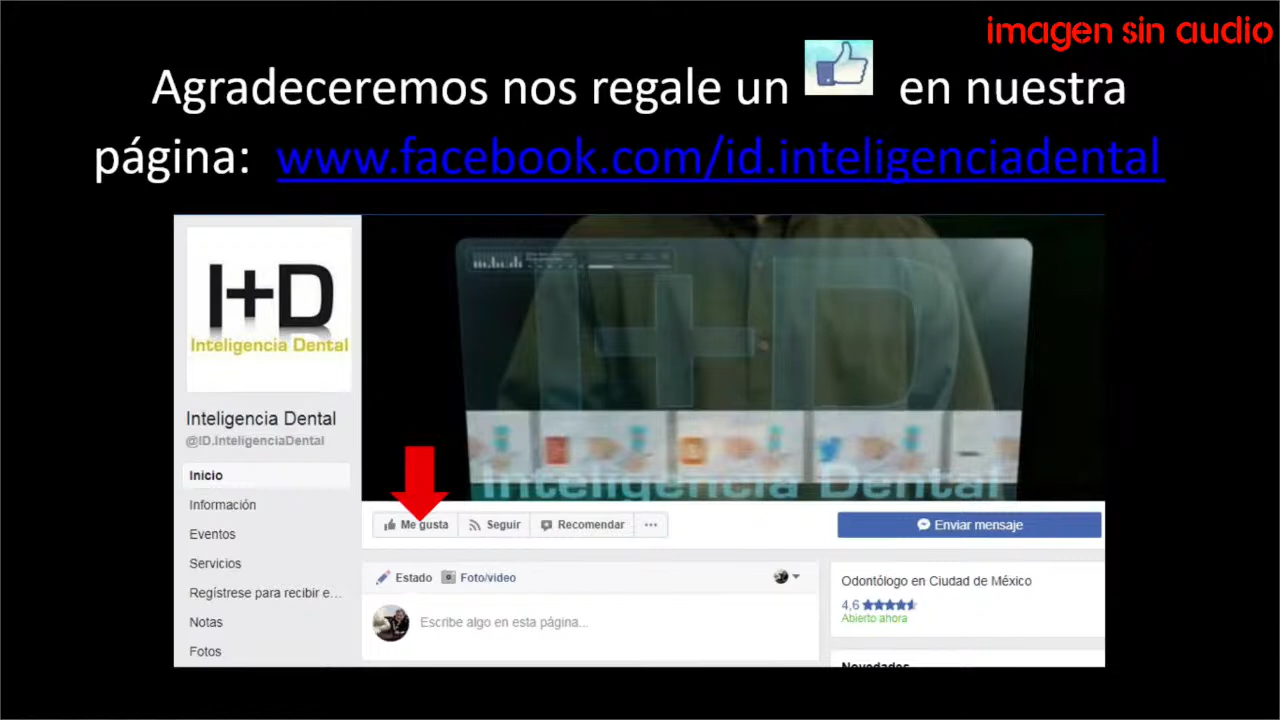 imagen sin audio
Agradeceremos nos regale un en nuestra
página: www.facebook.com/id.inteligenciadental
I+D
Inteligencia Dental
I+D
Inteligencia Dental
Inteligencia Dental
@ID.InteligenciaDental
Inicio
Información
Eventos
Servicios
Regístrese para recibir e...
Notas
Fotos
Me gusta Seguir Recomendar ...
Enviar mensaje
Estado Foto/video
Escribe algo en esta página...
Odontólogo en Ciudad de México
4,6
Abierto ahora
Novedades